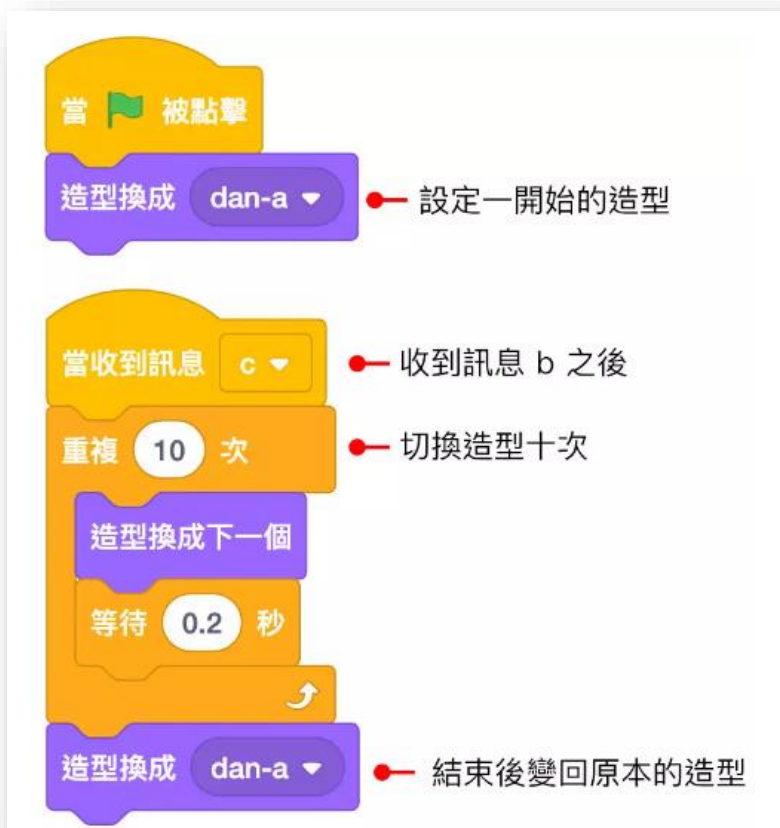 當 被點擊
造型換成 dan-a 設定一開始的造型
當收到訊息 c 收到訊息 b 之後
重複 10 次 切換造型十次
造型換成下一個
等待 0.2 秒
造型換成 dan-a 結束後變回原本的造型